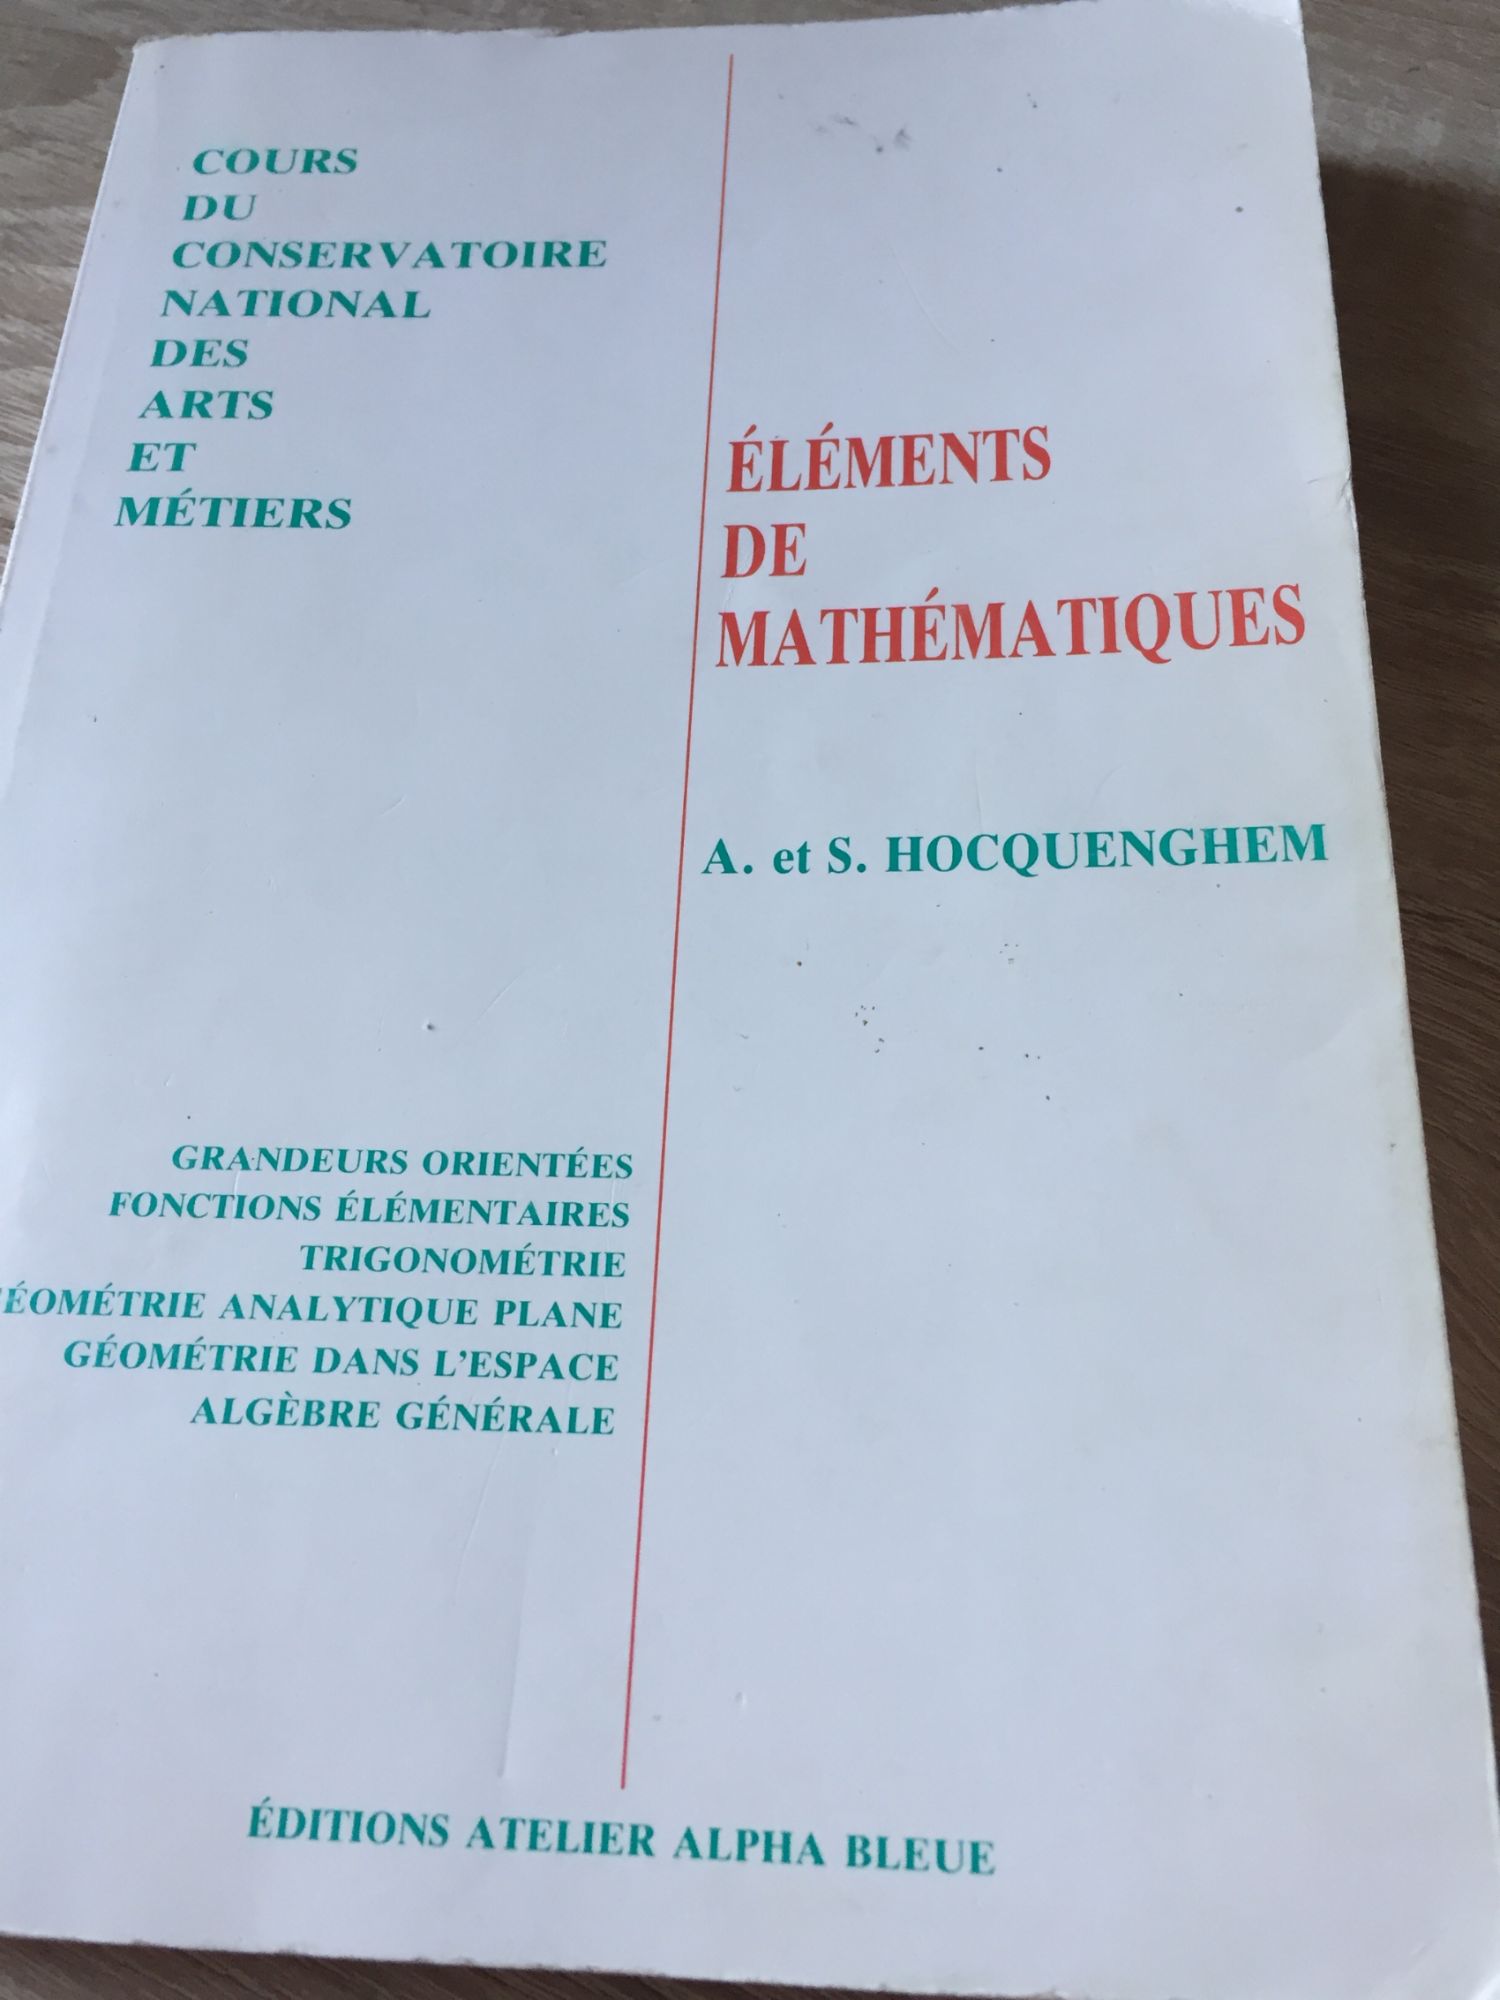 COURS
DU
CONSERVATOIRE
NATIONAL
DES
ARTS
ET
MÉTIERS
ÉLÉMENTS
DE
MATHÉMATIQUES
A. et S. HOCQUENGHEM
GRANDEURS ORIENTÉES
FONCTIONS ÉLÉMENTAIRES
TRIGONOMÉTRIE
GÉOMÉTRIE ANALYTIQUE PLANE
GÉOMÉTRIE DANS L'ESPACE
ALGÈBRE GÉNÉRALE
ÉDITIONS ATELIER ALPHA BLEUE